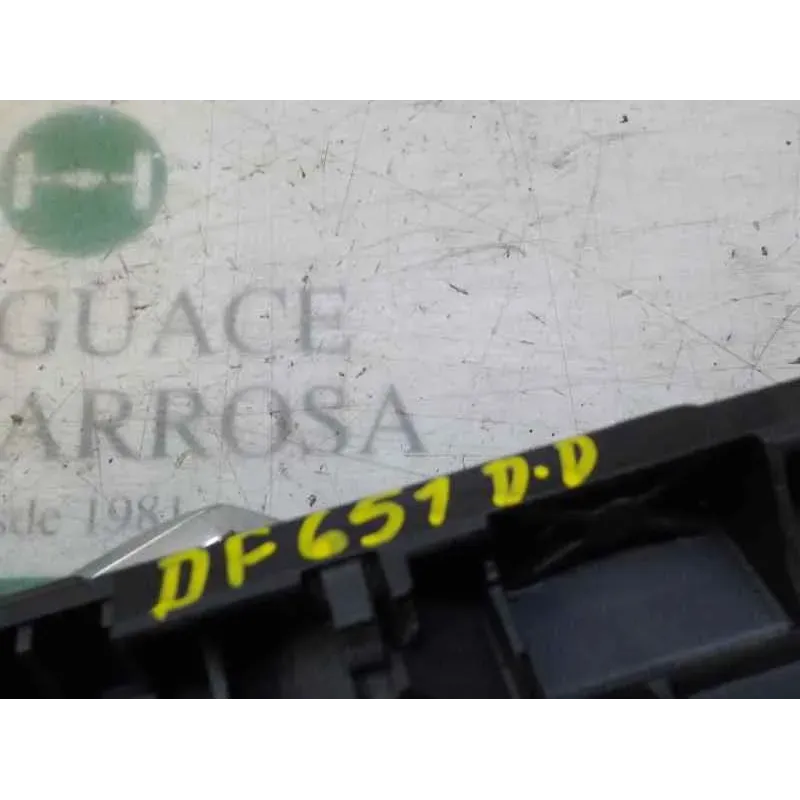 GUACE
ARROSA
sde 1981
DF651 D.D